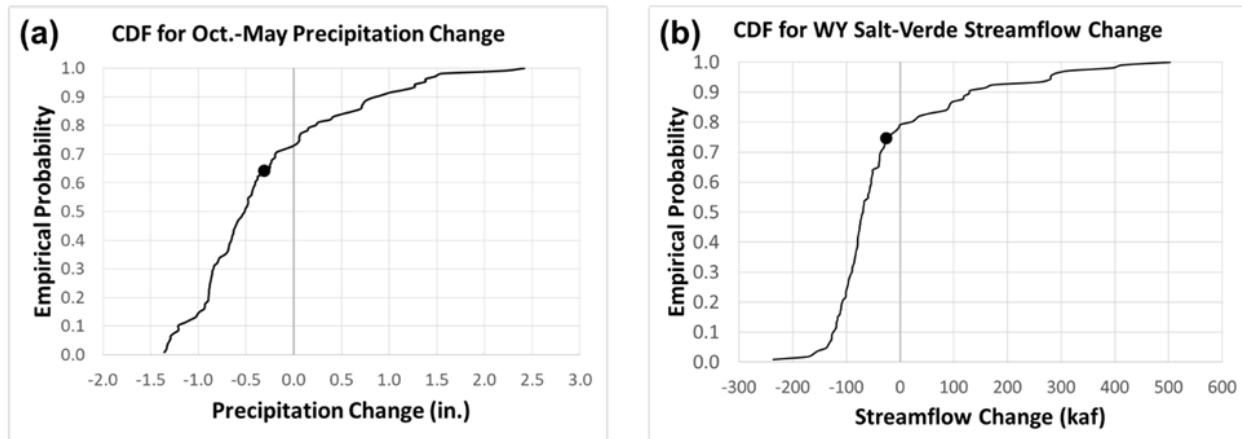 (a)
CDF for Oct.-May Precipitation Change
Empirical Probability
1.0
0.9
0.8
0.7
0.6
0.5
0.4
0.3
0.2
0.1
0.0
-2.0 -1.5 -1.0 -0.5 0.0 0.5 1.0 1.5 2.0 2.5 3.0
Precipitation Change (in.)
(b)
CDF for WY Salt-Verde Streamflow Change
Empirical Probability
1.0
0.9
0.8
0.7
0.6
0.5
0.4
0.3
0.2
0.1
0.0
-300 -200 -100 0 100 200 300 400 500 600
Streamflow Change (kaf)